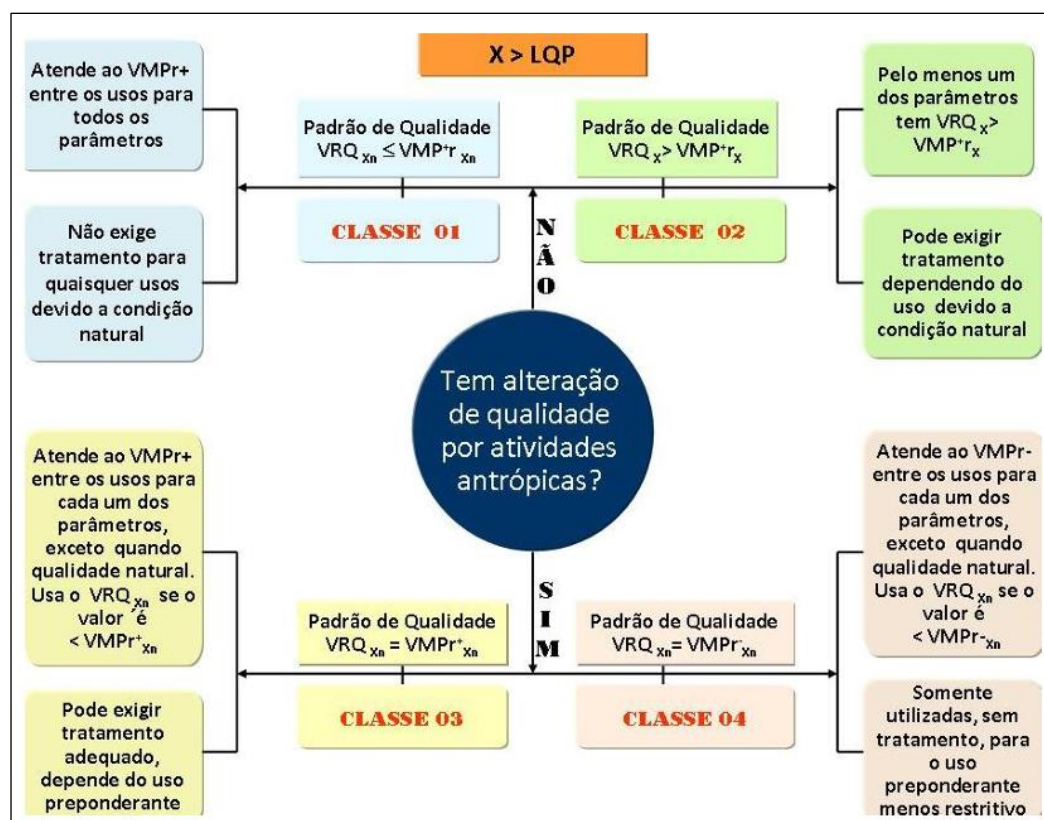 X > LQP
Atende ao VMPr+
entre os usos para
todos os
parâmetros
Não exige
tratamento para
quaisquer usos
devido a condição
natural
Padrão de Qualidade
VRQ Xn ≤ VMP+r Xn
CLASSE 01
Padrão de Qualidade
VRQ X> VMP+rX
CLASSE 02
Pelo menos um
dos parâmetros
tem VRQ X>
VMP+rX
Pode exigir
tratamento
dependendo do
uso devido a
condição natural
N
Ã
O
Tem alteração
de qualidade
por atividades
antrópicas?
S
I
M
Atende ao VMPr+
entre os usos para
cada um dos
parâmetros,
exceto quando
qualidade natural.
Usa o VRQ Xn se o
valor ´é
< VMPr+Xn
Pode exigir
tratamento
adequado,
depende do uso
preponderante
Padrão de Qualidade
VRQ Xn = VMPr+Xn
CLASSE 03
Padrão de Qualidade
VRQ Xn= VMPr-Xn
CLASSE 04
Atende ao VMPr-
entre os usos para
cada um dos
parâmetros,
exceto quando
qualidade natural.
Usa o VRQ Xn se o
valor é
< VMPr-Xn
Somente
utilizadas, sem
tratamento, para
o uso
preponderante
menos restritivo